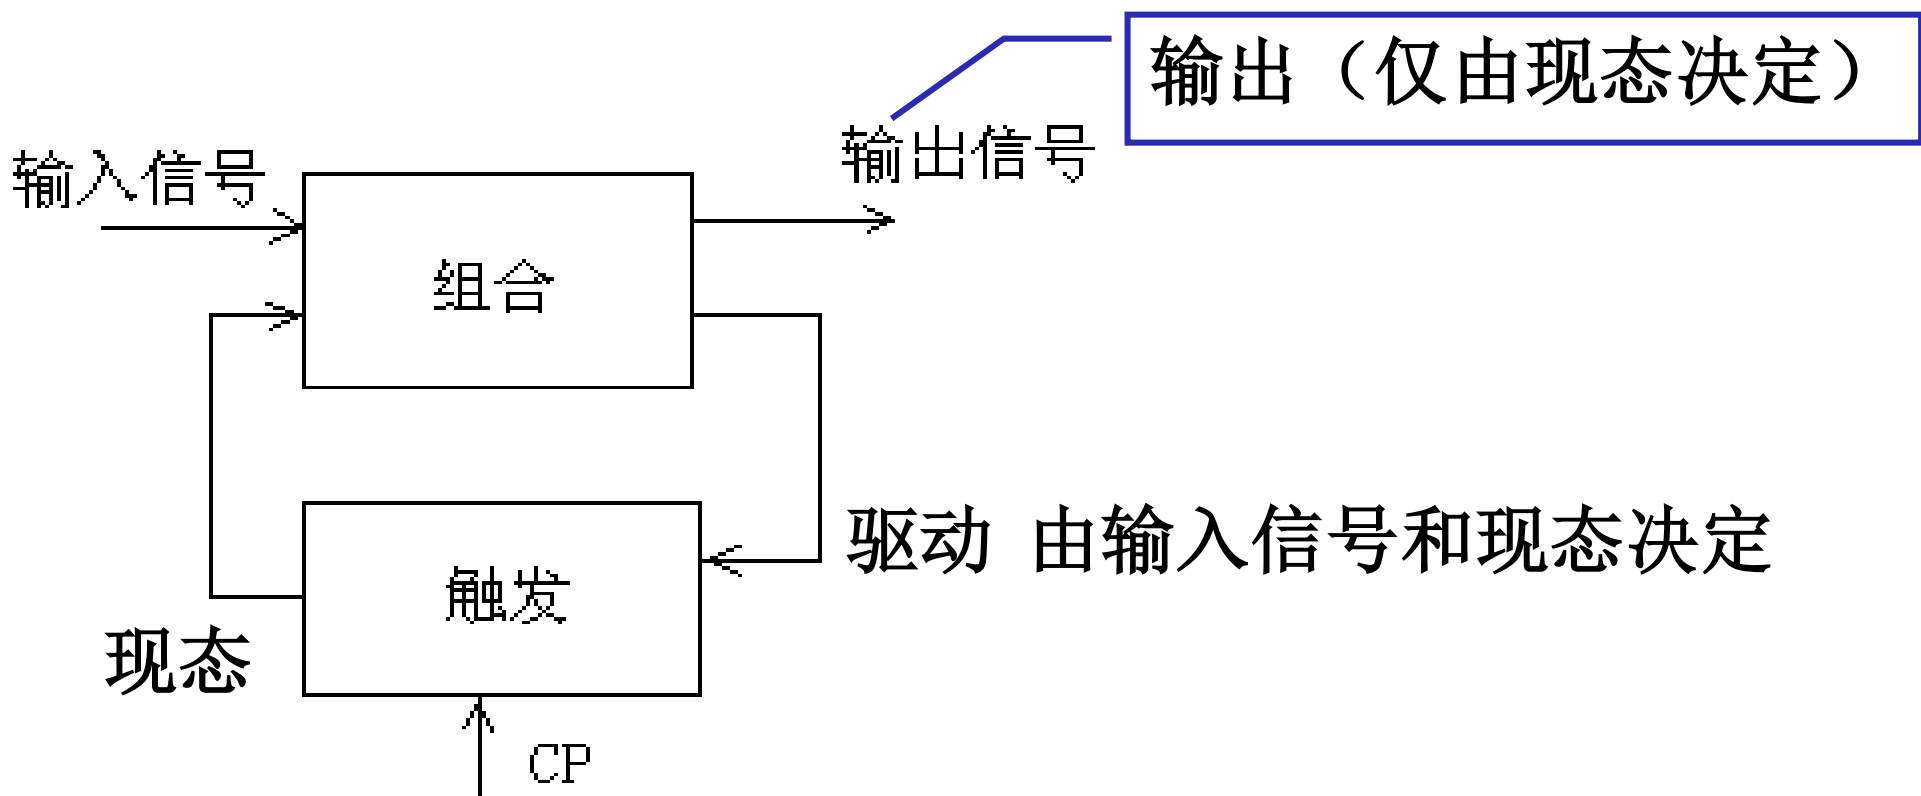 输出（仅由现态决定）
输出信号
输入信号
组合
驱动 由输入信号和现态决定
触发
现态
CP